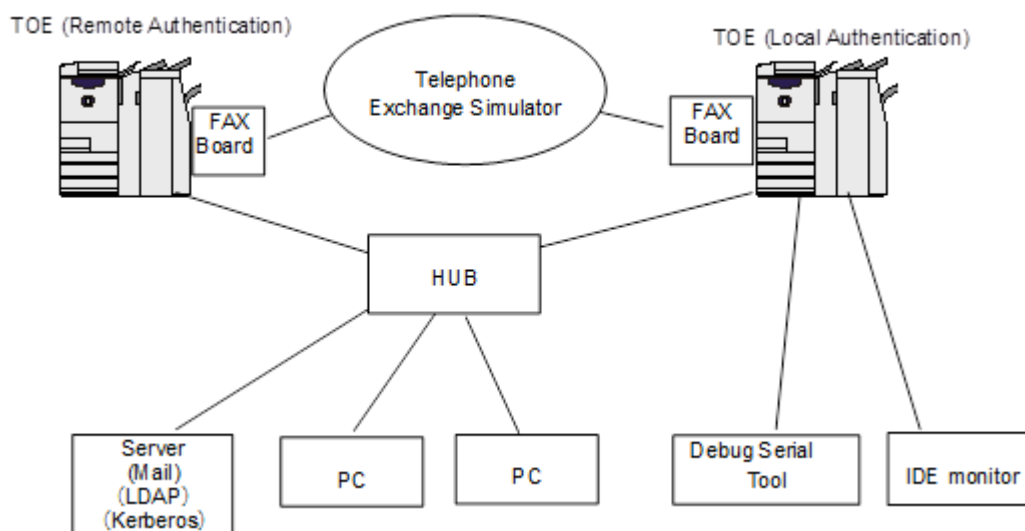 TOE (Remote Authentication)
TOE (Local Authentication)
Telephone
Exchange Simulator
FAX
Board
FAX
Board
HUB
Server
(Mail)
(LDAP)
(Kerberos)
PC
PC
Debug Serial
Tool
IDE monitor